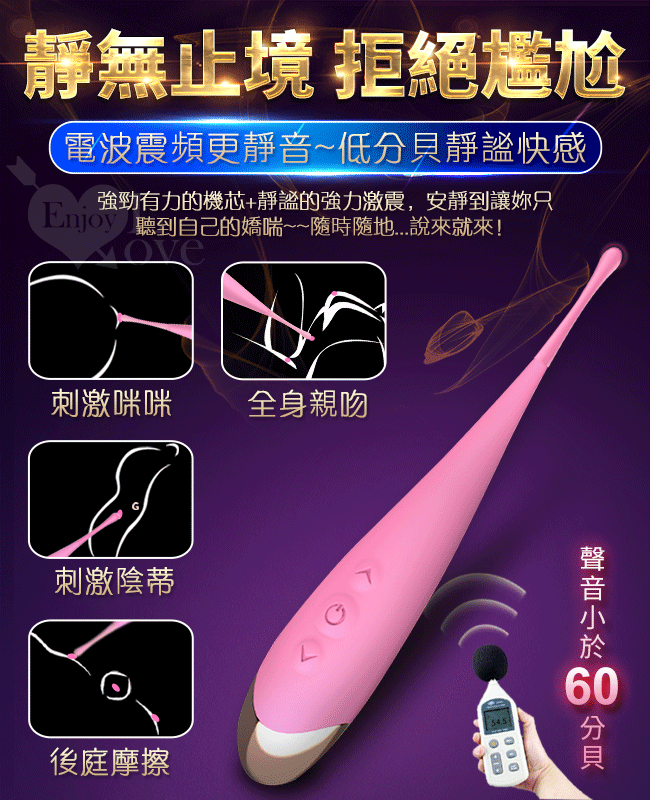 靜無止境 拒絕尷尬
電波震頻更靜音~低分貝靜謐快感
強勁有力的機芯+靜謐的強力激震，安靜到讓妳只
聽到自己的嬌喘~~隨時隨地...說來就來!
Enjoy
Love
刺激咪咪
全身親吻
G
刺激陰蒂
後庭摩擦
聲音小於
60
分貝
54.5